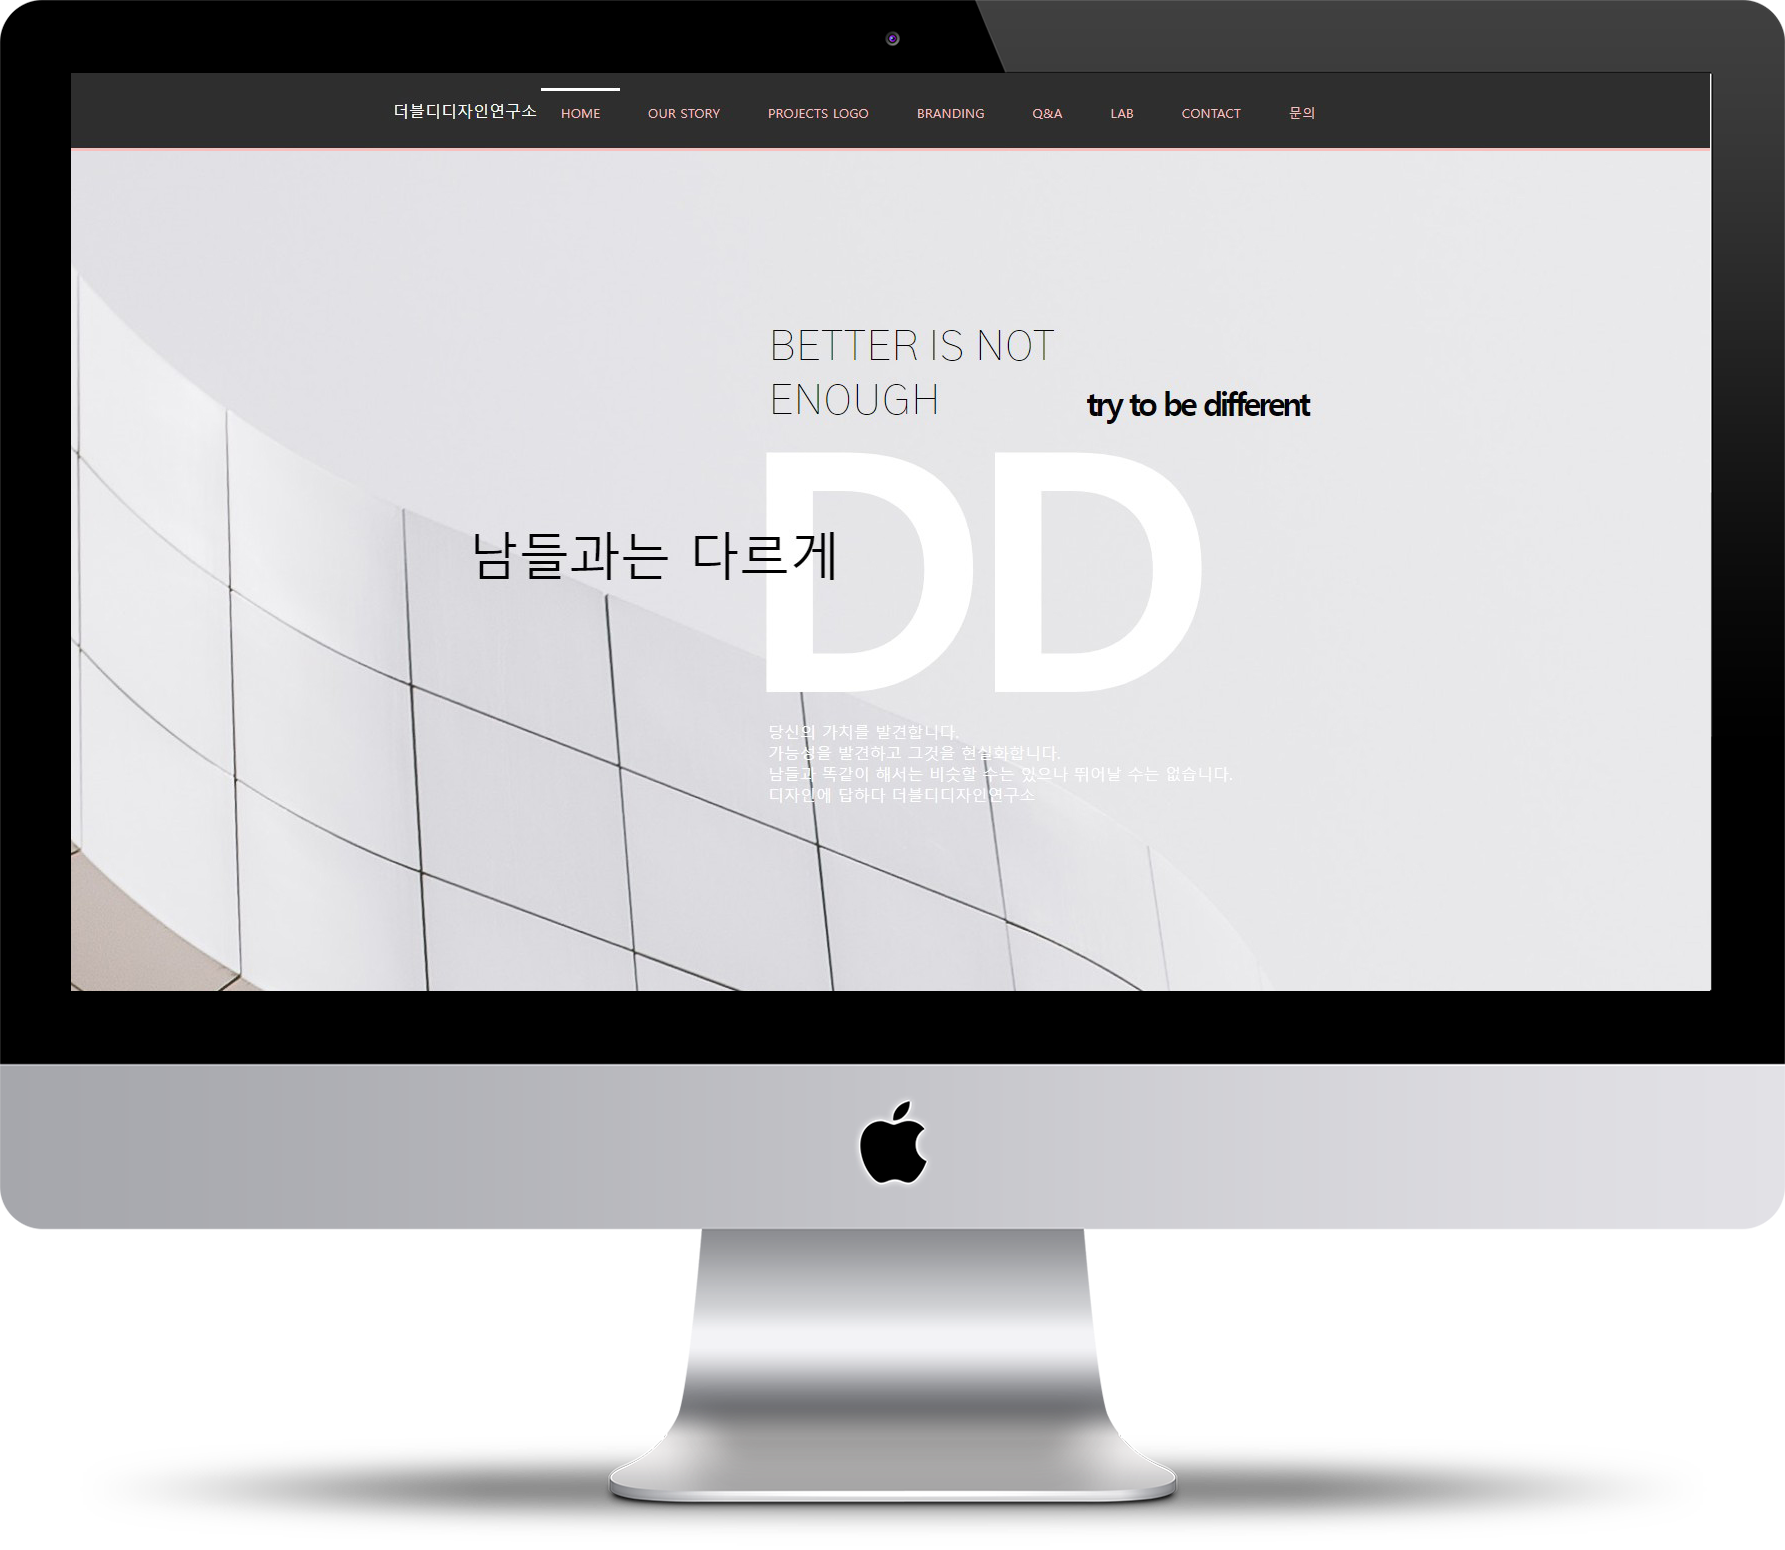 더블디디자인연구소 HOME OUR STORY PROJECTS LOGO BRANDING Q&A LAB CONTACT 문의
BETTER IS NOT
ENOUGH
try to be different
DD
남들과는 다르게
당신의 가치를 발견합니다.
가능성을 발견하고 그것을 현실화합니다.
남들과 똑같이 해서는 비슷할 수는 있으나 뛰어날 수는 없습니다.
디자인에 답하다 더블디디자인연구소